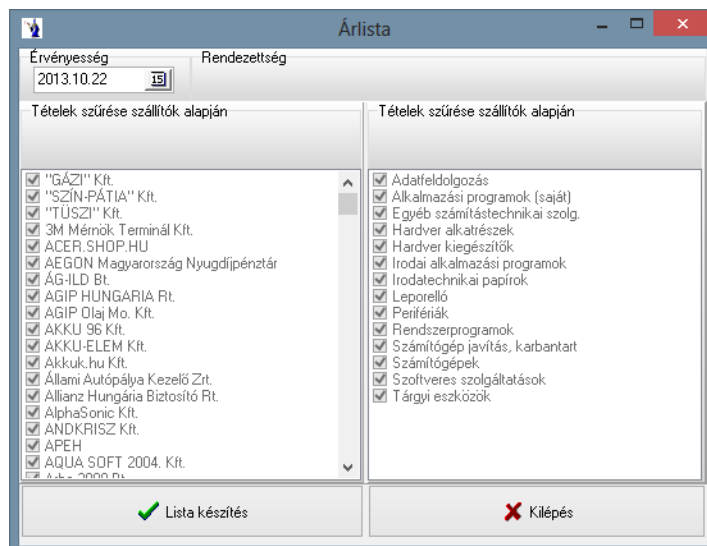 Árlista
Érvényesség
Rendezettség
2013.10.22
15
Tételek szűrése szállítók alapján
"GÁZI" Kft.
"SZÍN-PÁTIA" Kft.
"TÜSZI" Kft.
3M Mérnök Terminál Kft.
ACER.SHOP.HU
AEGON Magyarország Nyugdíjpénztár
ÁG-ILD Bt.
AGIP HUNGARIA Rt.
AGIP Olaj Mo. Kft.
AKKU 96 Kft.
AKKU-ELEM Kft.
Akkuk.hu Kft.
Állami Autópálya Kezelő Zrt.
Allianz Hungária Biztosító Rt.
AlphaSonic Kft.
ANDKRISZ Kft.
APEH
AQUA SOFT 2004. Kft.
Tételek szűrése szállítók alapján
Adatfeldolgozás
Alkalmazási programok (saját)
Egyéb számítástechnikai szolg.
Hardver alkatrészek
Hardver kiegészítők
Irodai alkalmazási programok
Irodatechnikai papírok
Leporelló
Perifériák
Rendszerprogramok
Számítógép javítás, karbantart
Számítógépek
Szoftveres szolgáltatások
Tárgyi eszközök
Lista készítés
Kilépés